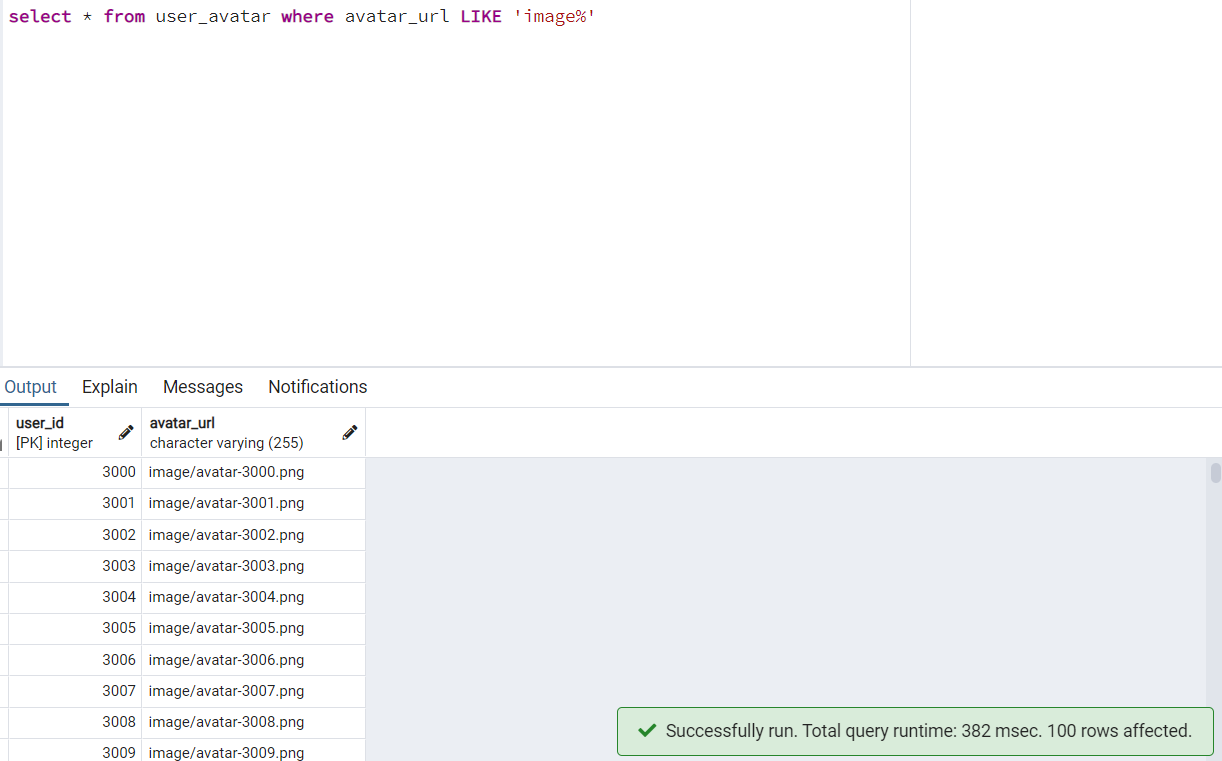 select * from user_avatar where avatar_url LIKE 'image%'
Output Explain Messages Notifications
user_id avatar_url
[PK] integer character varying (255)
3000 image/avatar-3000.png
3001 image/avatar-3001.png
3002 image/avatar-3002.png
3003 image/avatar-3003.png
3004 image/avatar-3004.png
3005 image/avatar-3005.png
3006 image/avatar-3006.png
3007 image/avatar-3007.png
3008 image/avatar-3008.png
Successfully run. Total query runtime: 382 msec. 100 rows affected.
3009 image/avatar-3009.png